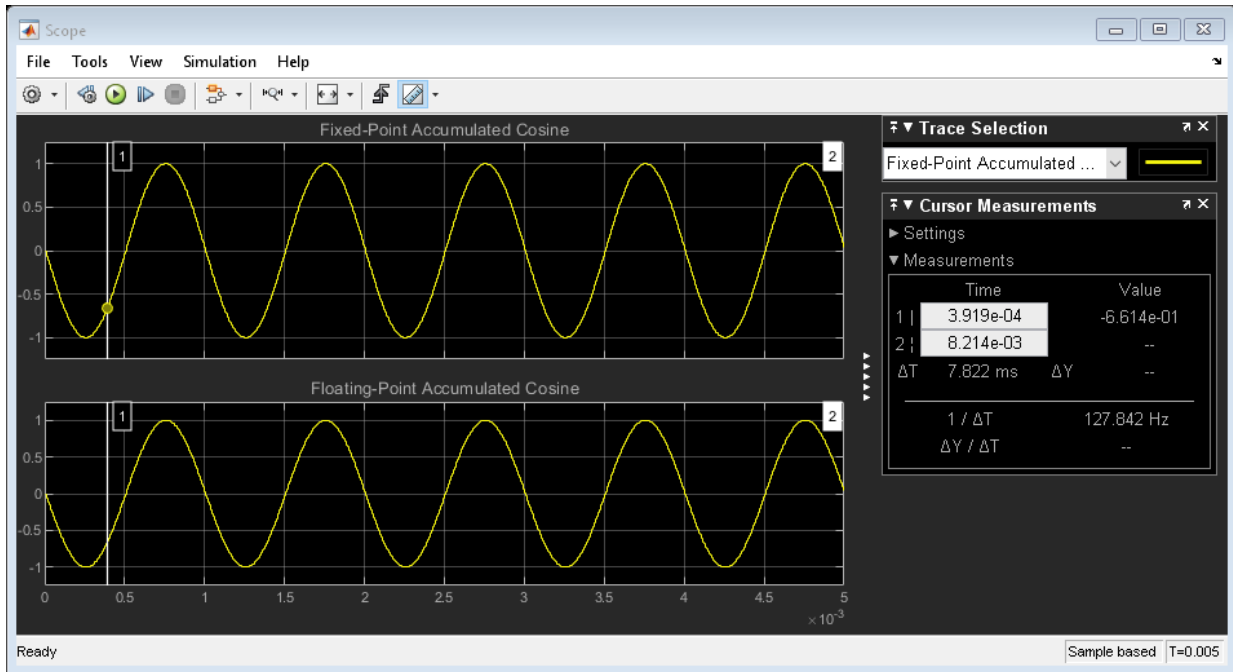 Scope
File Tools View Simulation Help
Fixed-Point Accumulated Cosine
1
2
1
0.5
0
-0.5
-1
Floating-Point Accumulated Cosine
1
2
1
0.5
0
-0.5
-1
0 0.5 1 1.5 2 2.5 3 3.5 4 4.5 5
×10⁻³
Trace Selection
Fixed-Point Accumulated ...
Cursor Measurements
Settings
Measurements
Time Value
1 | 3.919e-04 -6.614e-01
2 ¦ 8.214e-03 --
ΔT 7.822 ms ΔY --
1 / ΔT 127.842 Hz
ΔY / ΔT --
Ready Sample based T=0.005